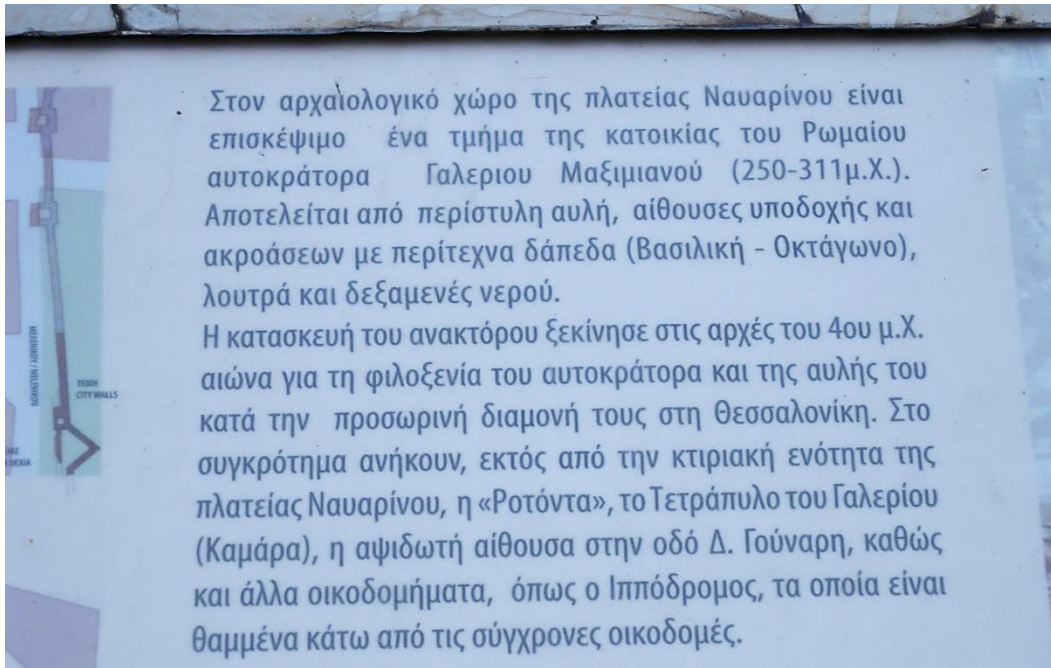 Στον αρχαιολογικό χώρο της πλατείας Ναυαρίνου είναι
επισκέψιμο ένα τμήμα της κατοικίας του Ρωμαίου
αυτοκράτορα Γαλεριου Μαξιμιανού (250-311μ.Χ.).
Αποτελείται από περίστυλη αυλή, αίθουσες υποδοχής και
ακροάσεων με περίτεχνα δάπεδα (Βασιλική - Οκτάγωνο),
λουτρά και δεξαμενές νερού.
Η κατασκευή του ανακτόρου ξεκίνησε στις αρχές του 4ου μ.Χ.
αιώνα για τη φιλοξενία του αυτοκράτορα και της αυλής του
κατά την προσωρινή διαμονή τους στη Θεσσαλονίκη. Στο
συγκρότημα ανήκουν, εκτός από την κτιριακή ενότητα της
πλατείας Ναυαρίνου, η «Ροτόντα», το Τετράπυλο του Γαλερίου
(Καμάρα), η αψιδωτή αίθουσα στην οδό Δ. Γούναρη, καθώς
και άλλα οικοδομήματα, όπως ο Ιππόδρομος, τα οποία είναι
θαμμένα κάτω από τις σύγχρονες οικοδομές.
ΜΕΛΕΝΙΚΟΥ / MELENIKOU
ΤΕΙΧΗ
CITY WALLS